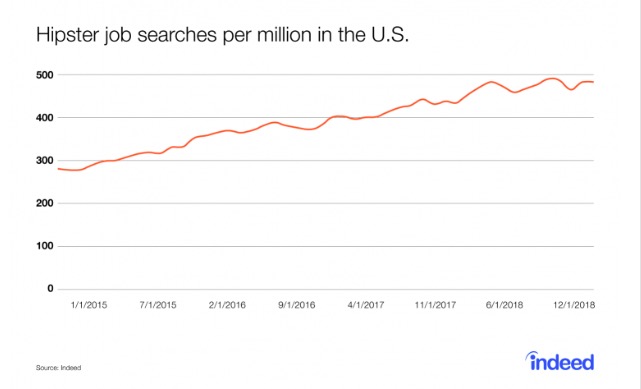 Hipster job searches per million in the U.S.
500
400
300
200
100
0
1/1/2015 7/1/2015 2/1/2016 9/1/2016 4/1/2017 11/1/2017 6/1/2018 12/1/2018
Source: Indeed
indeed